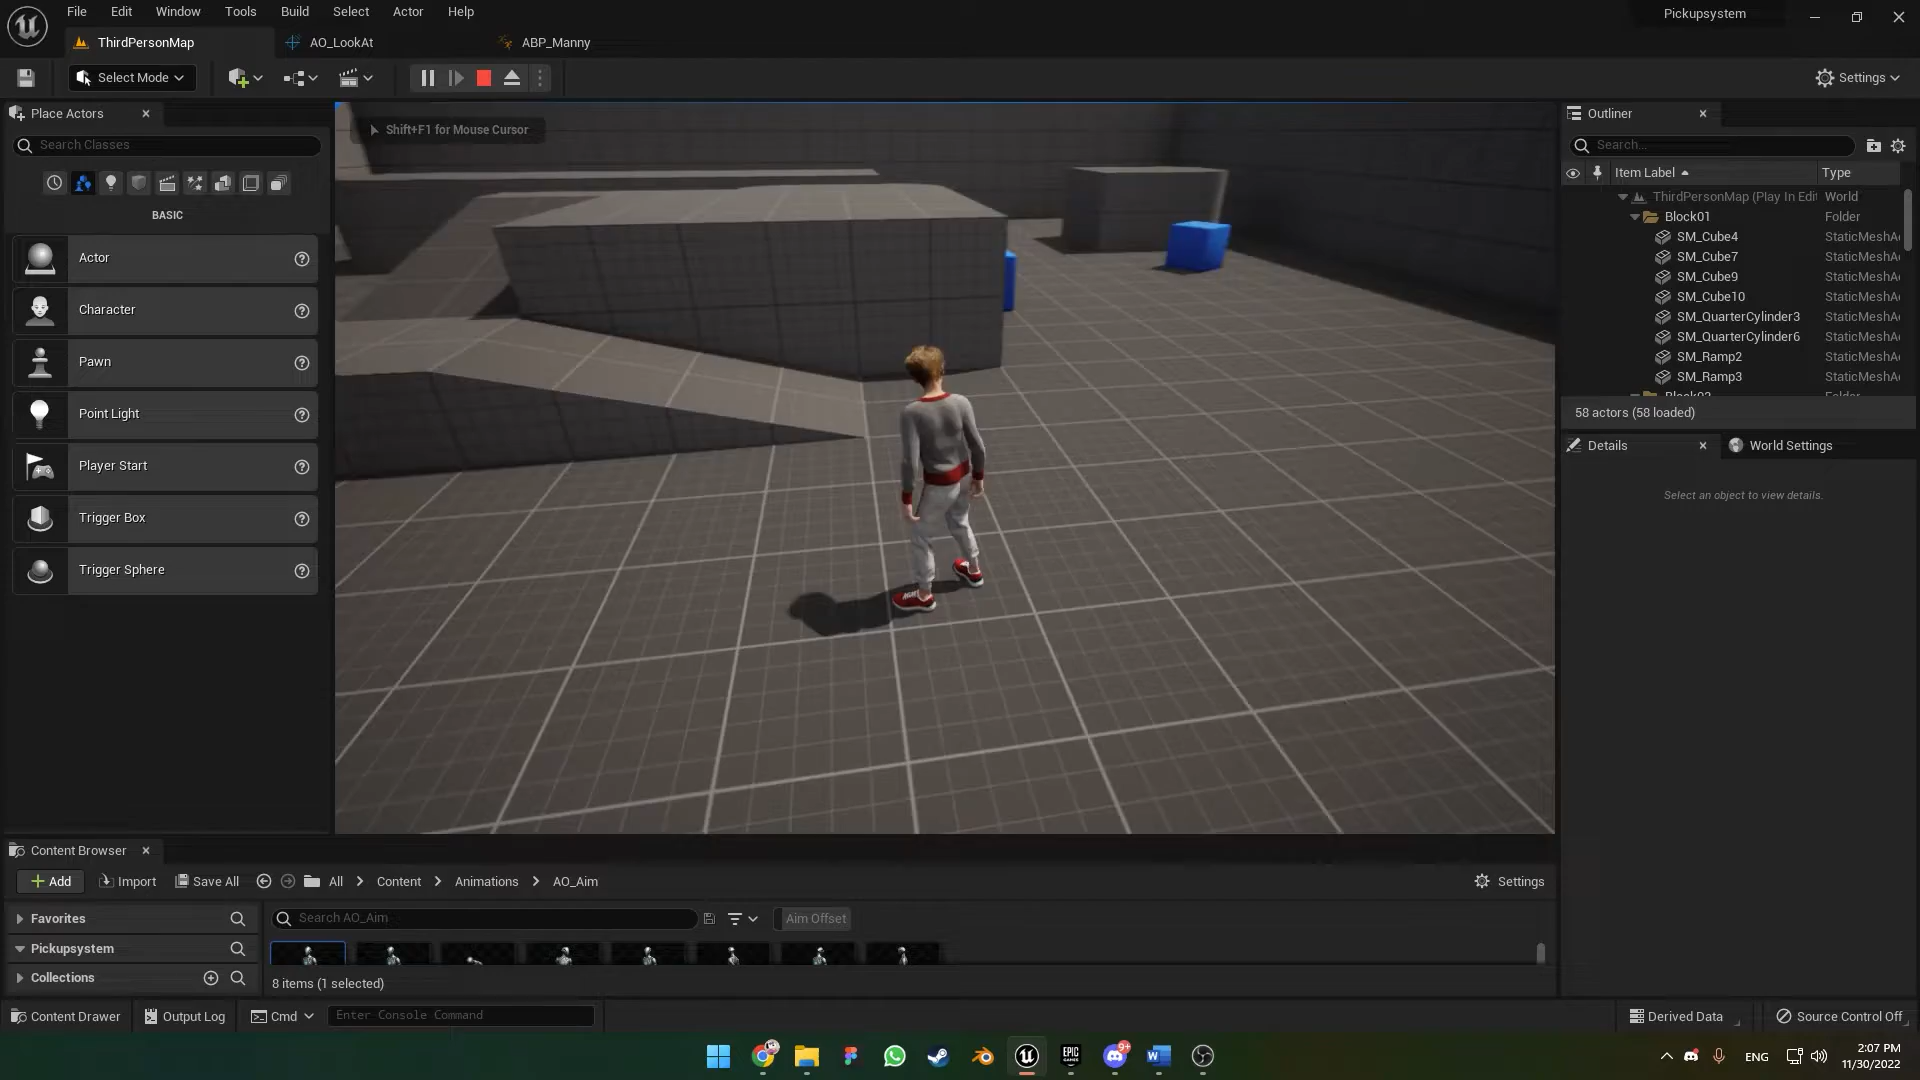 File Edit Window Tools Build Select Actor Help
Pickupsystem
ThirdPersonMap
AO_LookAt
ABP_Manny
Select Mode
Settings
Place Actors
Search Classes
BASIC
Actor
Character
Pawn
Point Light
Player Start
Trigger Box
Trigger Sphere
Shift+F1 for Mouse Cursor
Outliner
Search...
Item Label
Type
ThirdPersonMap (Play In Edit World
Block01 Folder
SM_Cube4 StaticMeshA
SM_Cube7 StaticMeshA
SM_Cube9 StaticMeshA
SM_Cube10 StaticMeshA
SM_QuarterCylinder3 StaticMeshA
SM_QuarterCylinder6 StaticMeshA
SM_Ramp2 StaticMeshA
SM_Ramp3 StaticMeshA
58 actors (58 loaded)
Details
World Settings
Select an object to view details.
Content Browser
Add
Import
Save All
All
Content
Animations
AO_Aim
Settings
Favorites
Search AO_Aim
Aim Offset
Pickupsystem
Collections
8 items (1 selected)
Content Drawer
Output Log
Cmd
Enter Console Command
Derived Data
Source Control Off
EPIC
GAMES
9+
ENG
2:07 PM
11/30/2022